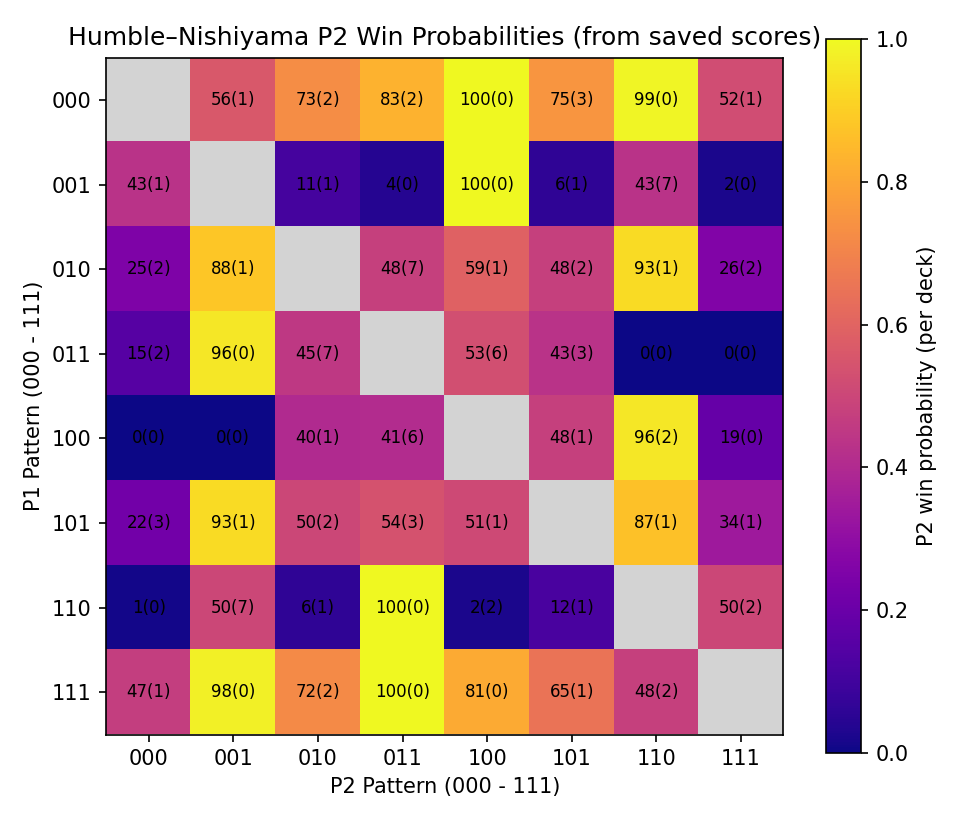 Humble–Nishiyama P2 Win Probabilities (from saved scores)
P1 Pattern (000 - 111)
000 56(1) 73(2) 83(2) 100(0) 75(3) 99(0) 52(1)
001 43(1) 11(1) 4(0) 100(0) 6(1) 43(7) 2(0)
010 25(2) 88(1) 48(7) 59(1) 48(2) 93(1) 26(2)
011 15(2) 96(0) 45(7) 53(6) 43(3) 0(0) 0(0)
100 0(0) 0(0) 40(1) 41(6) 48(1) 96(2) 19(0)
101 22(3) 93(1) 50(2) 54(3) 51(1) 87(1) 34(1)
110 1(0) 50(7) 6(1) 100(0) 2(2) 12(1) 50(2)
111 47(1) 98(0) 72(2) 100(0) 81(0) 65(1) 48(2)
000 001 010 011 100 101 110 111
P2 Pattern (000 - 111)
1.0
0.8
0.6
0.4
0.2
0.0
P2 win probability (per deck)